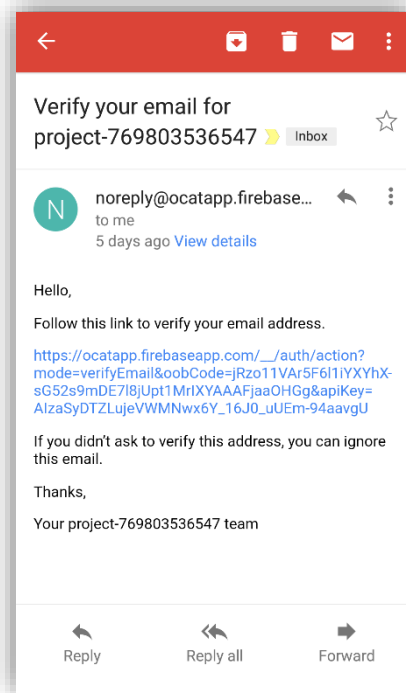 Verify your email for
project-769803536547 Inbox
N
noreply@ocatapp.firebase...
to me
5 days ago View details
Hello,
Follow this link to verify your email address.
https://ocatapp.firebaseapp.com/__/auth/action?
mode=verifyEmail&oobCode=jRzo11VAr5F6l1iYXYhX-
sG52s9mDE7l8jUpt1MrIXYAAAFjaaOHGg&apiKey=
AIzaSyDTZLujeVWMNwx6Y_16J0_uUEm-94aavgU
If you didn’t ask to verify this address, you can ignore
this email.
Thanks,
Your project-769803536547 team
Reply
Reply all
Forward